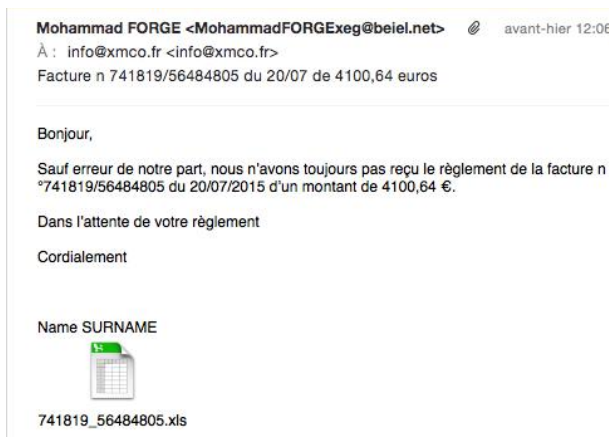 Mohammad FORGE <MohammadFORGExeg@beiel.net> avant-hier 12:06
À : info@xmco.fr <info@xmco.fr>
Facture n 741819/56484805 du 20/07 de 4100,64 euros
Bonjour,
Sauf erreur de notre part, nous n'avons toujours pas reçu le règlement de la facture n
°741819/56484805 du 20/07/2015 d'un montant de 4100,64 €.
Dans l'attente de votre règlement
Cordialement
Name SURNAME
741819_56484805.xls